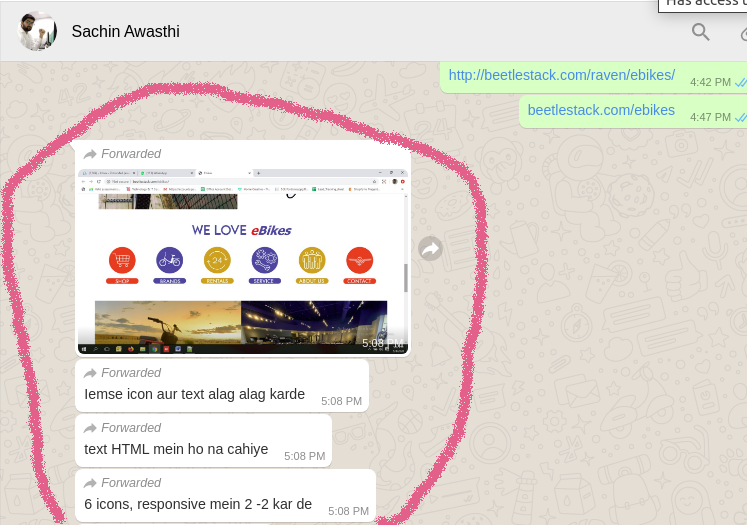 Has access t
Sachin Awasthi
http://beetlestack.com/raven/ebikes/ 4:42 PM
beetlestack.com/ebikes 4:47 PM
Forwarded
WE LOVE eBikes
24
SHOP BRANDS RENTALS SERVICE ABOUT US CONTACT
5:08 PM
Forwarded
Iemse icon aur text alag alag karde 5:08 PM
Forwarded
text HTML mein ho na cahiye 5:08 PM
Forwarded
6 icons, responsive mein 2 -2 kar de 5:08 PM